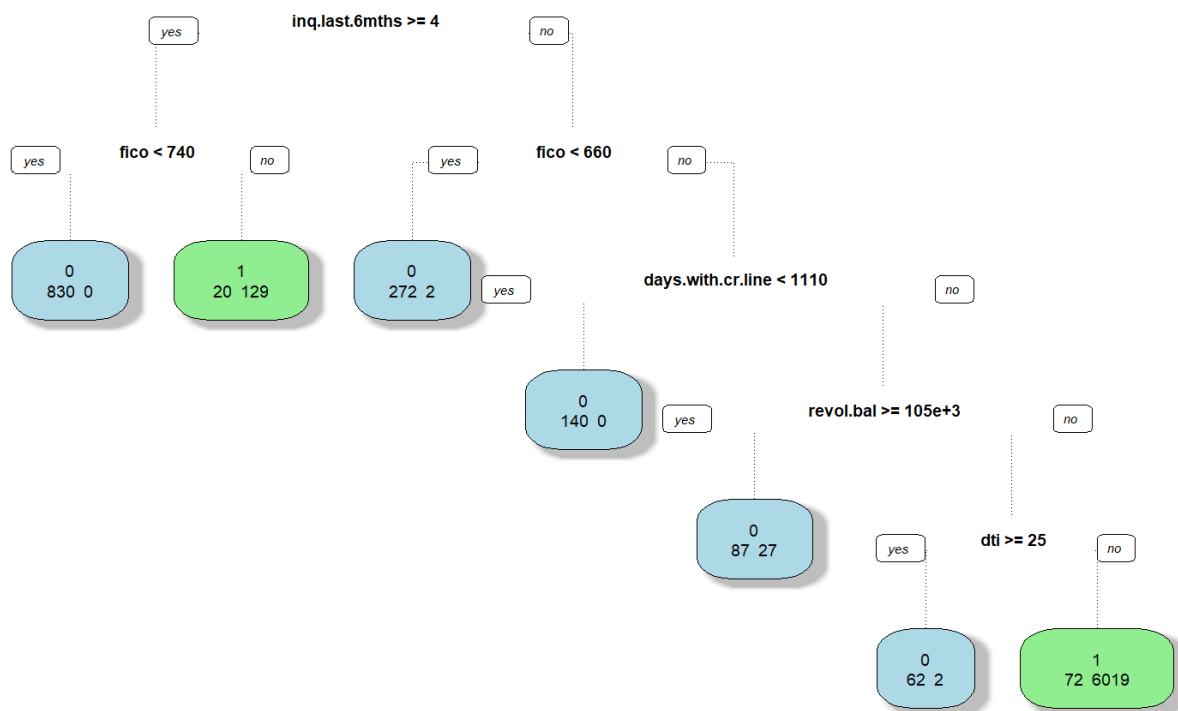 inq.last.6mths >= 4
yes
no
fico < 740
fico < 660
yes
no
yes
no
0
830 0
1
20 129
0
272 2
days.with.cr.line < 1110
yes
no
0
140 0
revol.bal >= 105e+3
yes
no
0
87 27
dti >= 25
yes
no
0
62 2
1
72 6019